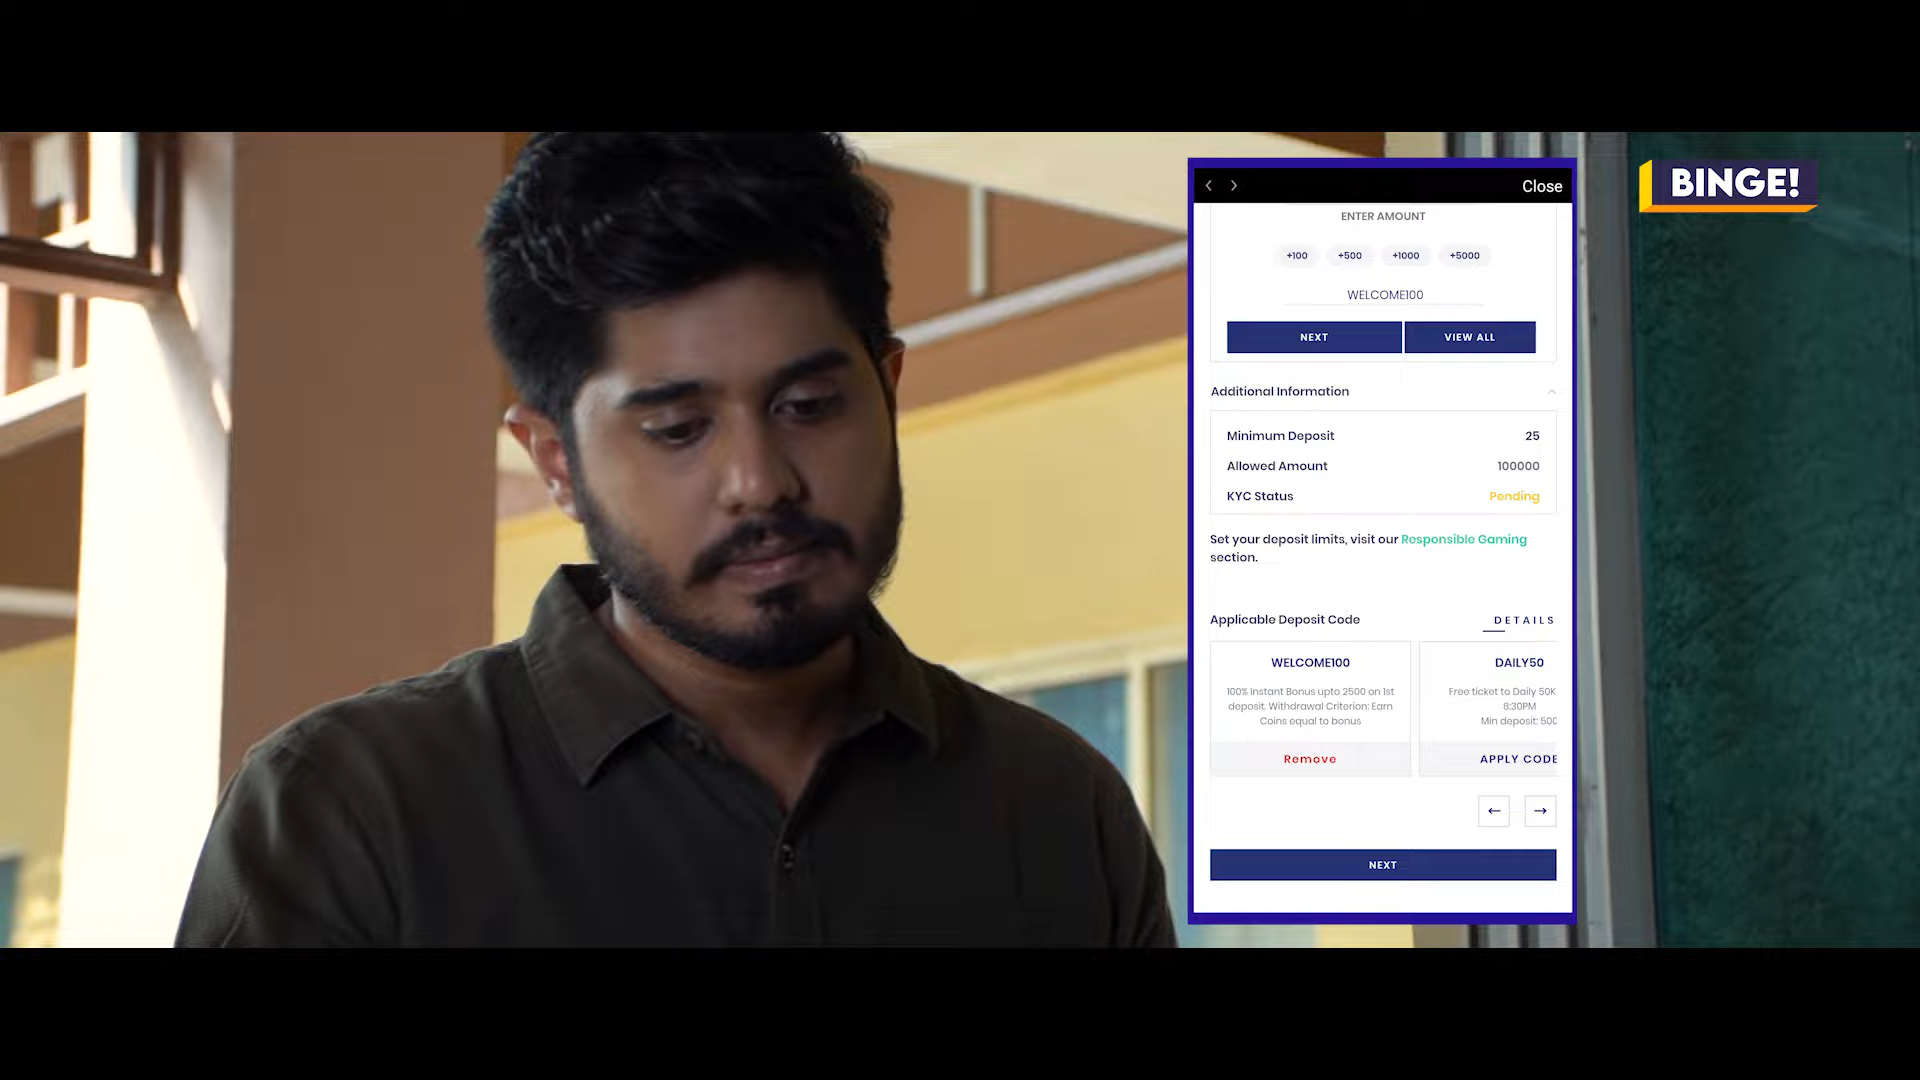 BINGE!
Close
ENTER AMOUNT
+100 +500 +1000 +5000
WELCOME100
NEXT VIEW ALL
Additional Information
Minimum Deposit 25
Allowed Amount 100000
KYC Status Pending
Set your deposit limits, visit our Responsible Gaming
section.
Applicable Deposit Code DETAILS
WELCOME100
100% Instant Bonus upto 2500 on 1st
deposit. Withdrawal Criterion: Earn
Coins equal to bonus
Remove
DAILY50
Free ticket to Daily 50K
8:30PM
Min deposit: 500
APPLY CODE
NEXT